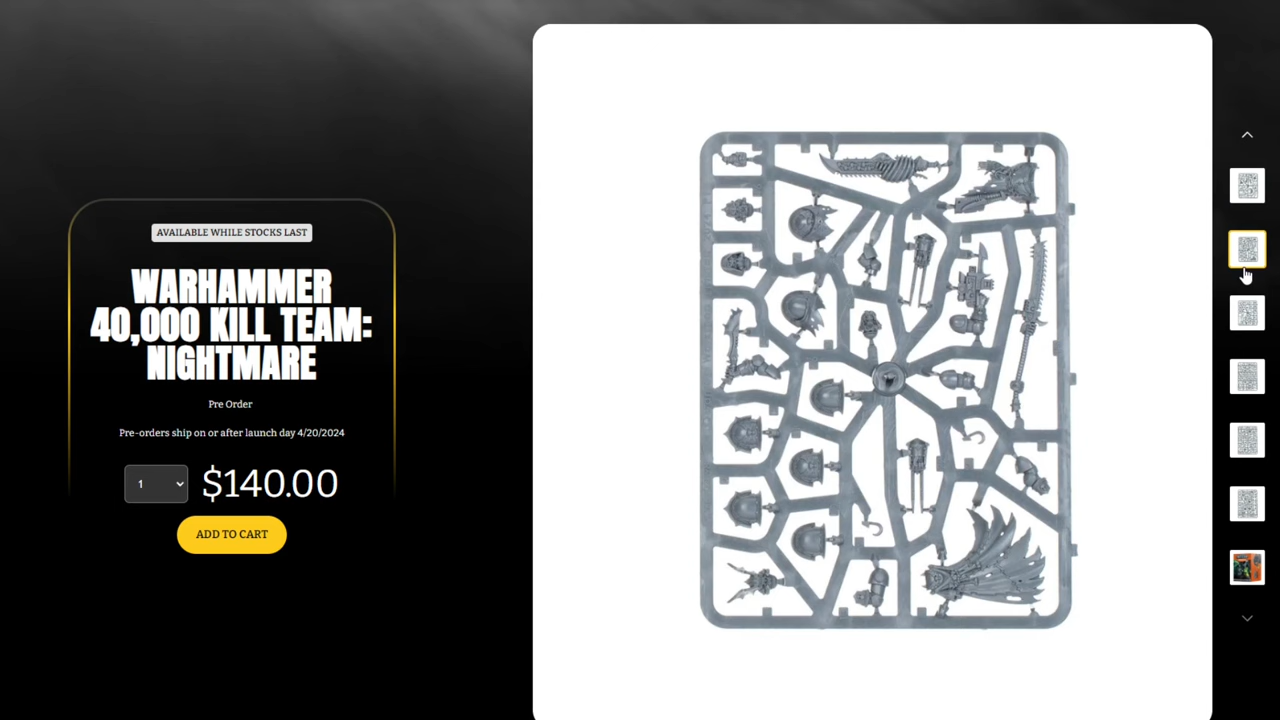 AVAILABLE WHILE STOCKS LAST
WARHAMMER
40,000 KILL TEAM:
NIGHTMARE
Pre Order
Pre-orders ship on or after launch day 4/20/2024
1 $140.00
ADD TO CART